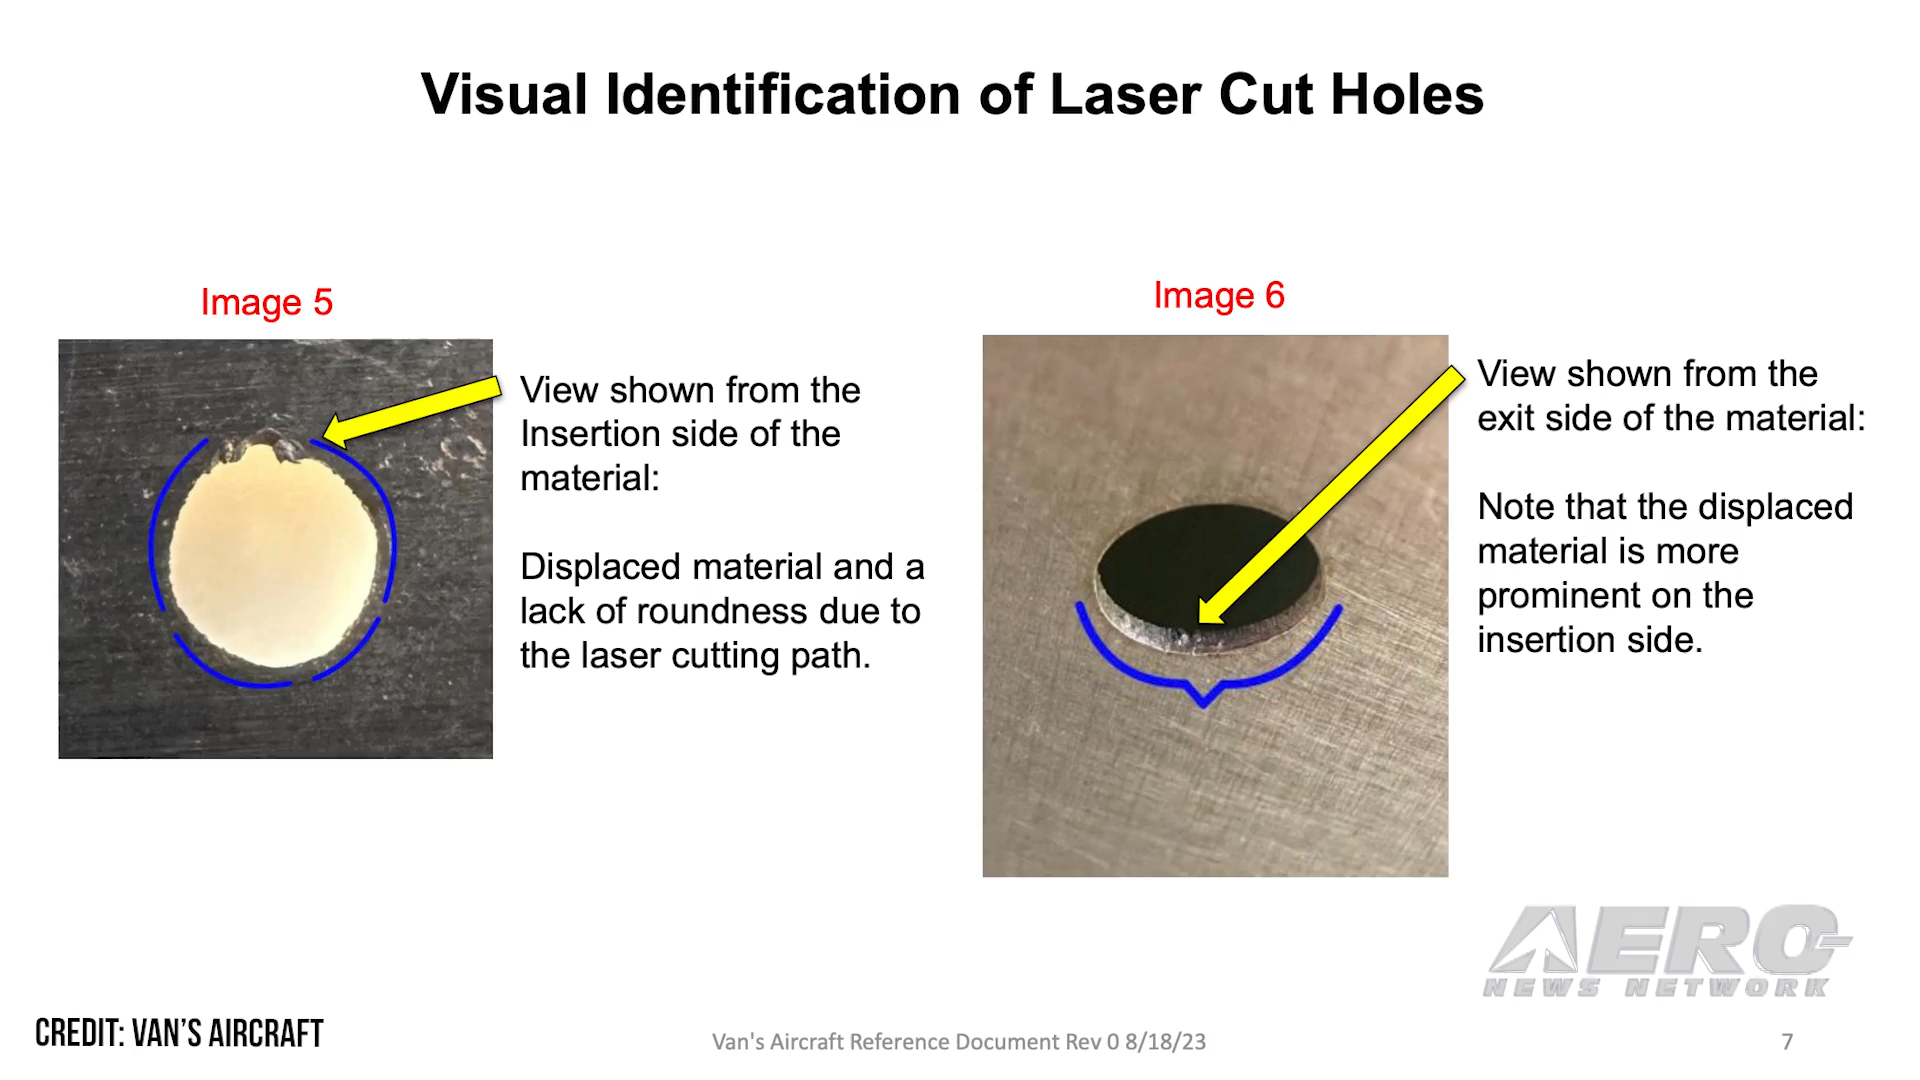 Visual Identification of Laser Cut Holes
Image 5
View shown from the
Insertion side of the
material:
Displaced material and a
lack of roundness due to
the laser cutting path.
Image 6
View shown from the
exit side of the material:
Note that the displaced
material is more
prominent on the
insertion side.
AERO
NEWS NETWORK
CREDIT: VAN'S AIRCRAFT
Van's Aircraft Reference Document Rev 0 8/18/23
7